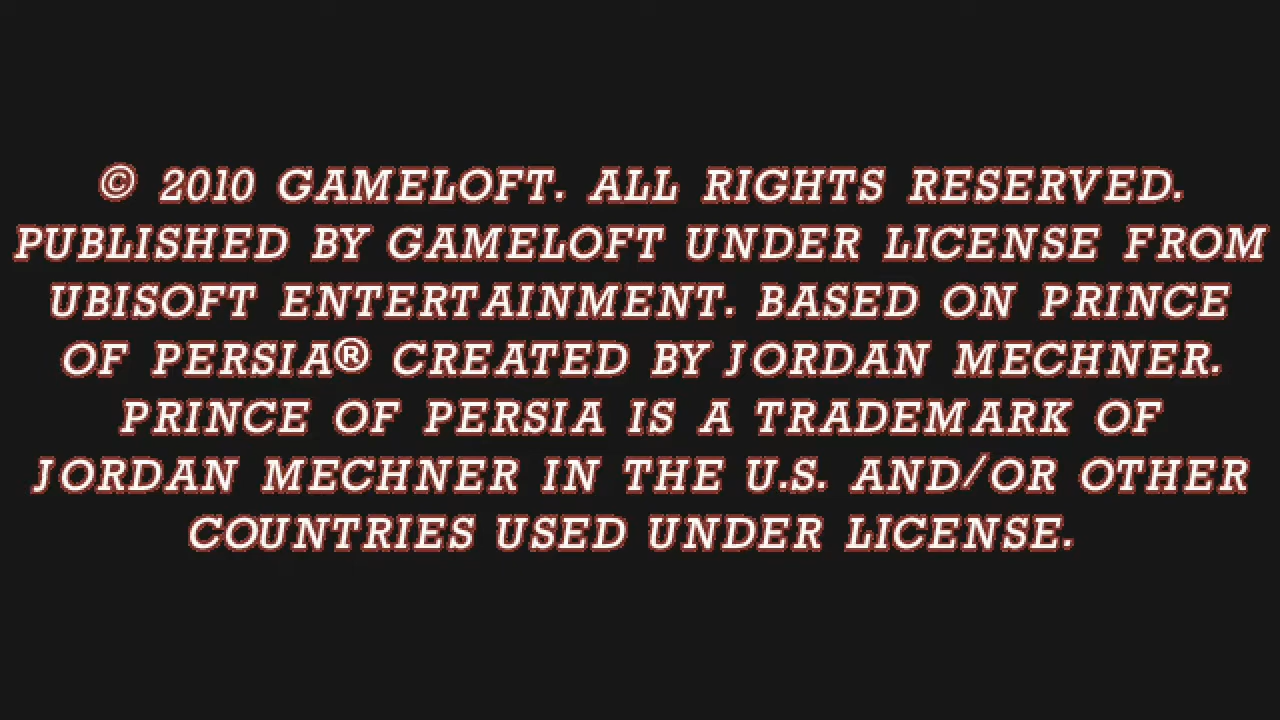 © 2010 GAMELOFT. ALL RIGHTS RESERVED.
PUBLISHED BY GAMELOFT UNDER LICENSE FROM
UBISOFT ENTERTAINMENT. BASED ON PRINCE
OF PERSIA® CREATED BY JORDAN MECHNER.
PRINCE OF PERSIA IS A TRADEMARK OF
JORDAN MECHNER IN THE U.S. AND/OR OTHER
COUNTRIES USED UNDER LICENSE.